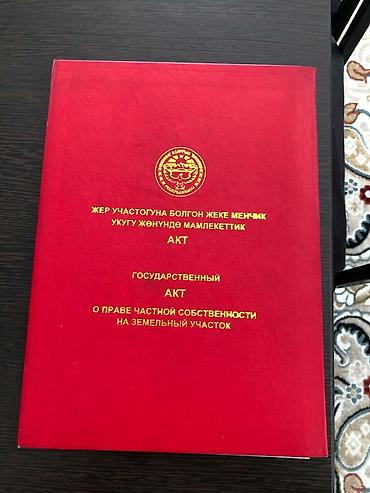 ЖЕР УЧАСТОГУНА БОЛГОН ЖЕКЕ МЕНЧИК
УКУГУ ЖӨНҮНДӨ МАМЛЕКЕТТИК
АКТ
ГОСУДАРСТВЕННЫЙ
АКТ
О ПРАВЕ ЧАСТНОЙ СОБСТВЕННОСТИ
НА ЗЕМЕЛЬНЫЙ УЧАСТОК